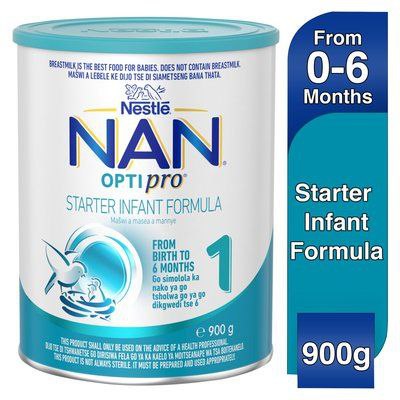 BREASTMILK IS THE BEST FOOD FOR BABIES. DOES NOT CONTAIN BREASTMILK.
MAŠWI A LEBELE KE DIJO TSE DI SIAMETSENG BANA THATA.
Nestlé
NAN
OPTIpro®
STARTER INFANT FORMULA
Mašwi a masea a mannye
FROM
BIRTH TO
6 MONTHS
Go simolola ka
nako ya go
tsholwa go ya go
dikgwedi tse 6
1
℮ 900 g
THIS PRODUCT SHALL ONLY BE USED ON THE ADVICE OF A HEALTH PROFESSIONAL.
THIS PRODUCT IS NOT ALWAYS STERILE. IT MUST BE PREPARED AND USED APPROPRIATELY
From
0-6
Months
Starter
Infant
Formula
900g